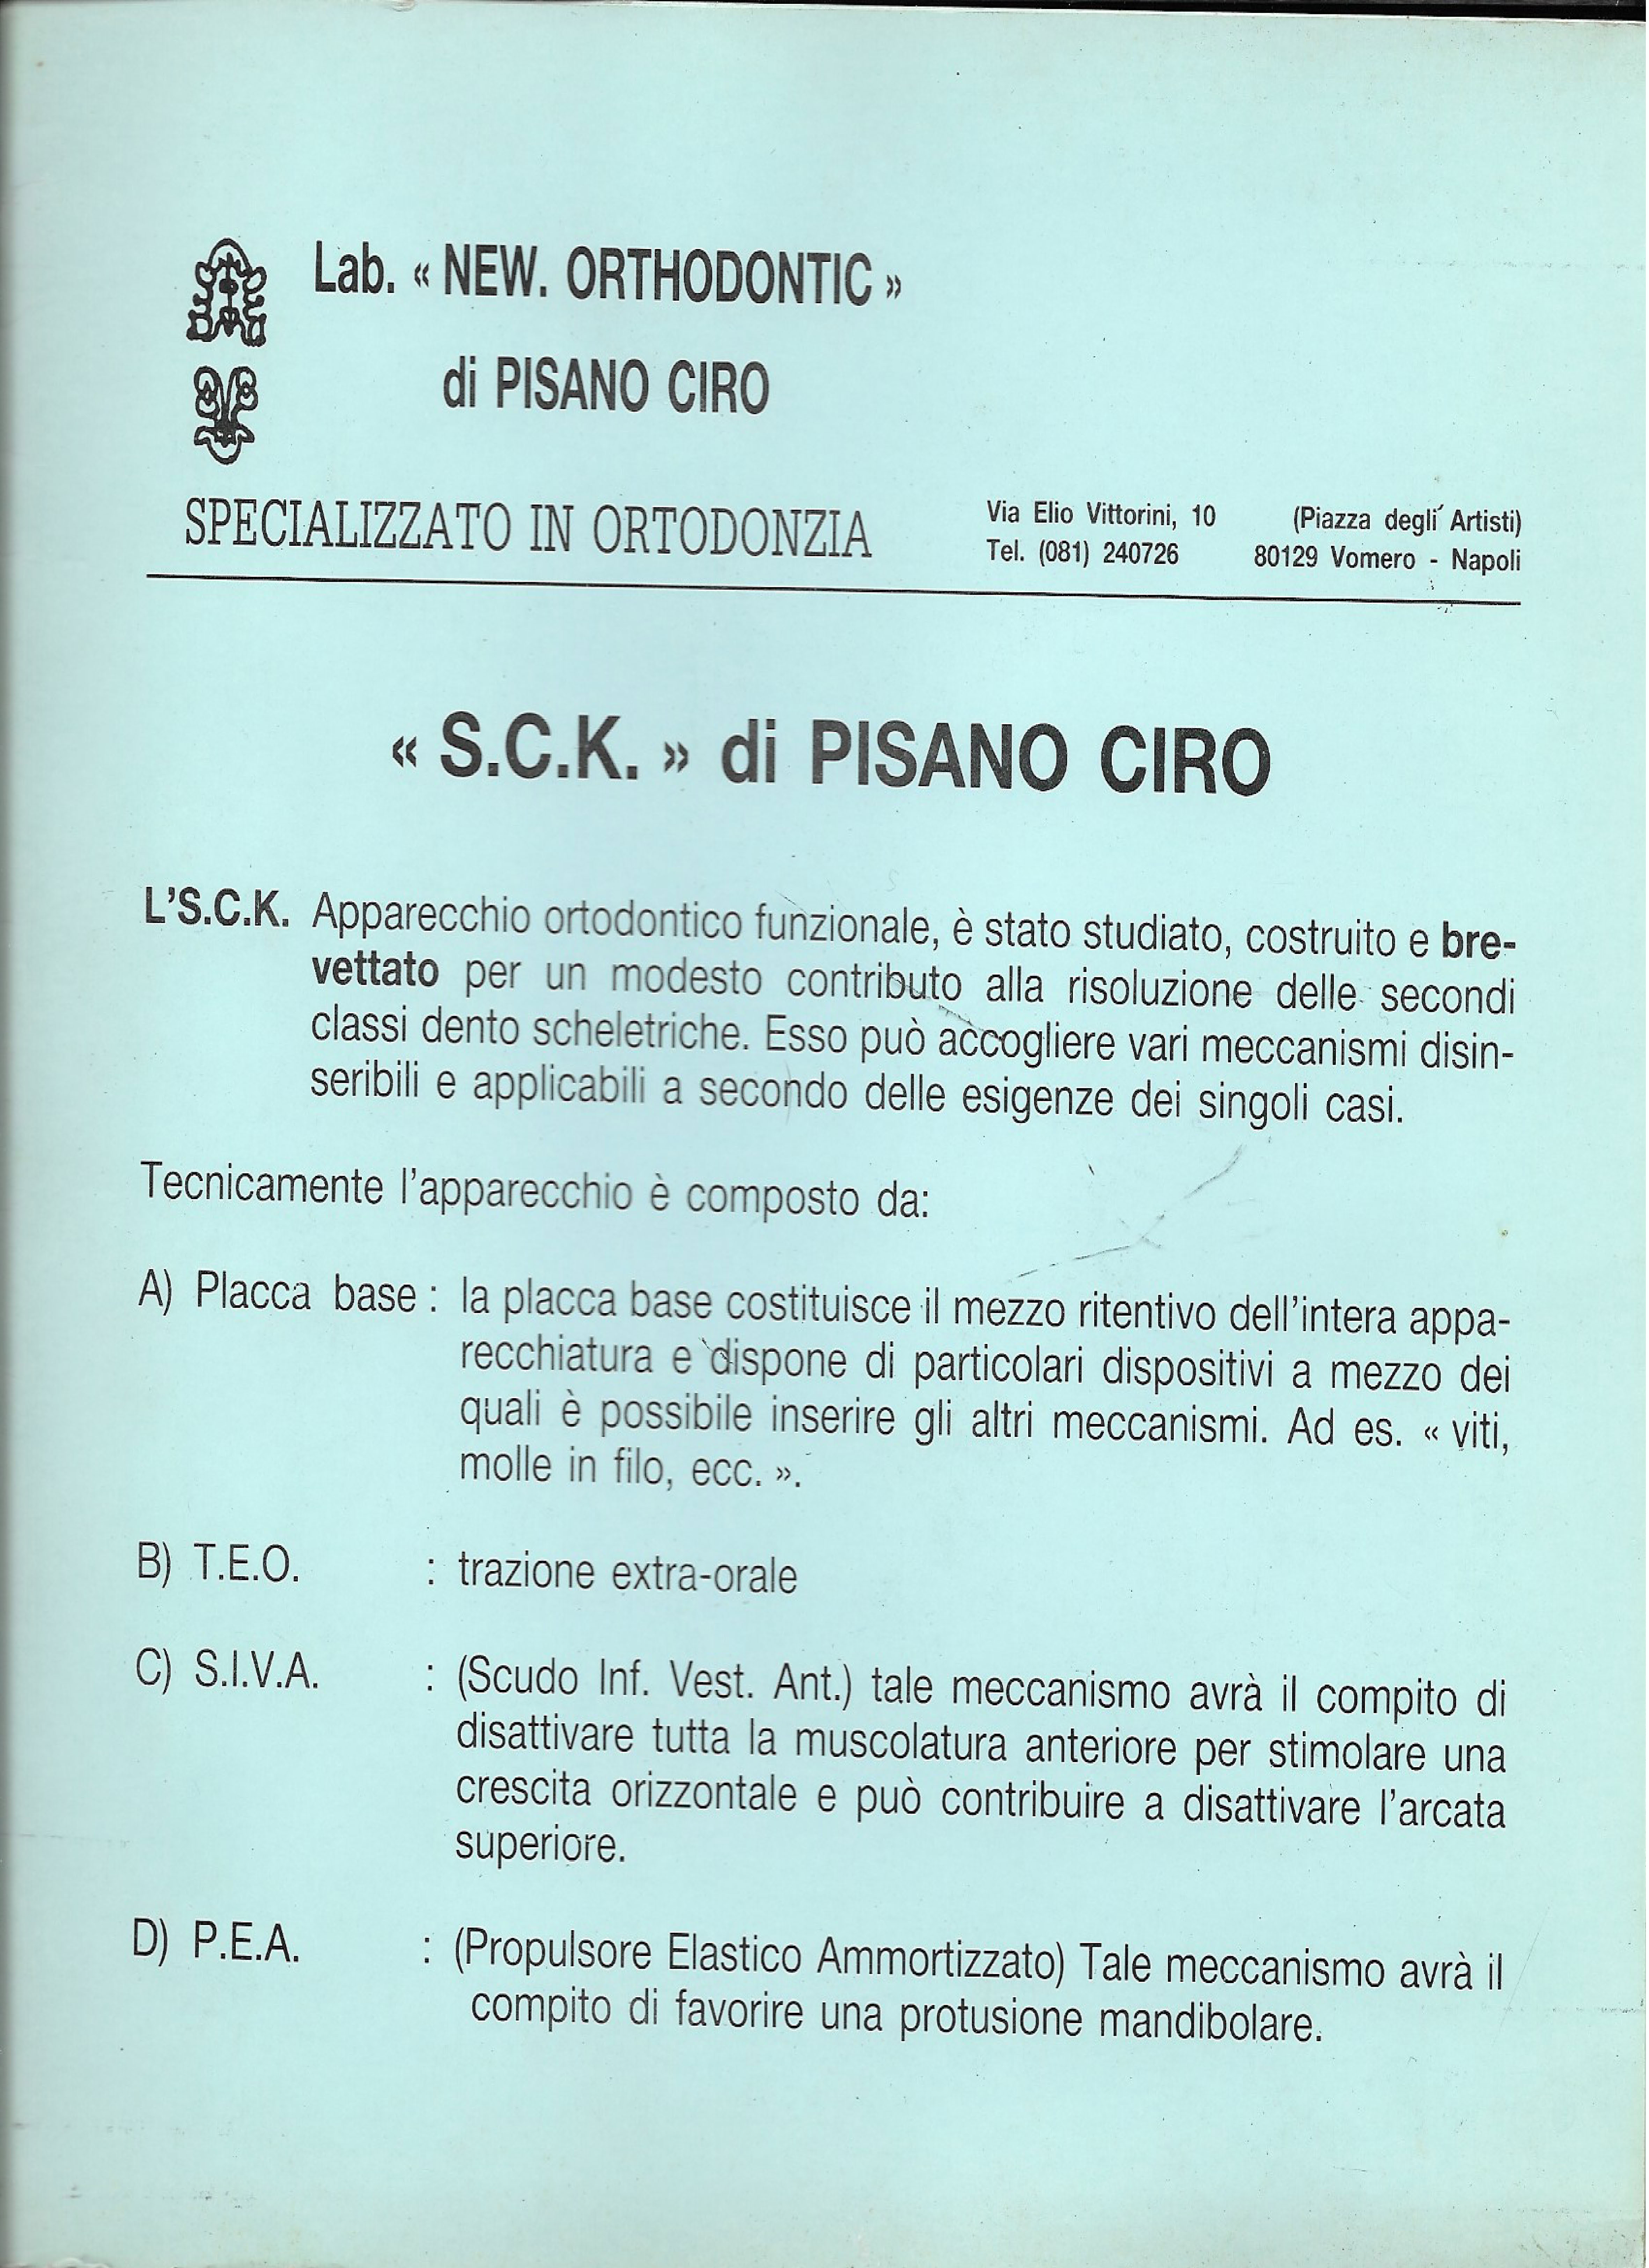 Lab. « NEW. ORTHODONTIC »
di PISANO CIRO
SPECIALIZZATO IN ORTODONZIA
Via Elio Vittorini, 10 (Piazza degli Artisti)
Tel. (081) 240726 80129 Vomero - Napoli
« S.C.K. » di PISANO CIRO
L'S.C.K. Apparecchio ortodontico funzionale, è stato studiato, costruito e bre-
vettato per un modesto contributo alla risoluzione delle secondi
classi dento scheletriche. Esso può accogliere vari meccanismi disin-
seribili e applicabili a secondo delle esigenze dei singoli casi.
Tecnicamente l'apparecchio è composto da:
A) Placca base : la placca base costituisce il mezzo ritentivo dell'intera appa-
recchiatura e dispone di particolari dispositivi a mezzo dei
quali è possibile inserire gli altri meccanismi. Ad es. « viti,
molle in filo, ecc. ».
B) T.E.O. : trazione extra-orale
C) S.I.V.A. : (Scudo Inf. Vest. Ant.) tale meccanismo avrà il compito di
disattivare tutta la muscolatura anteriore per stimolare una
crescita orizzontale e può contribuire a disattivare l'arcata
superiore.
D) P.E.A. : (Propulsore Elastico Ammortizzato) Tale meccanismo avrà il
compito di favorire una protusione mandibolare.